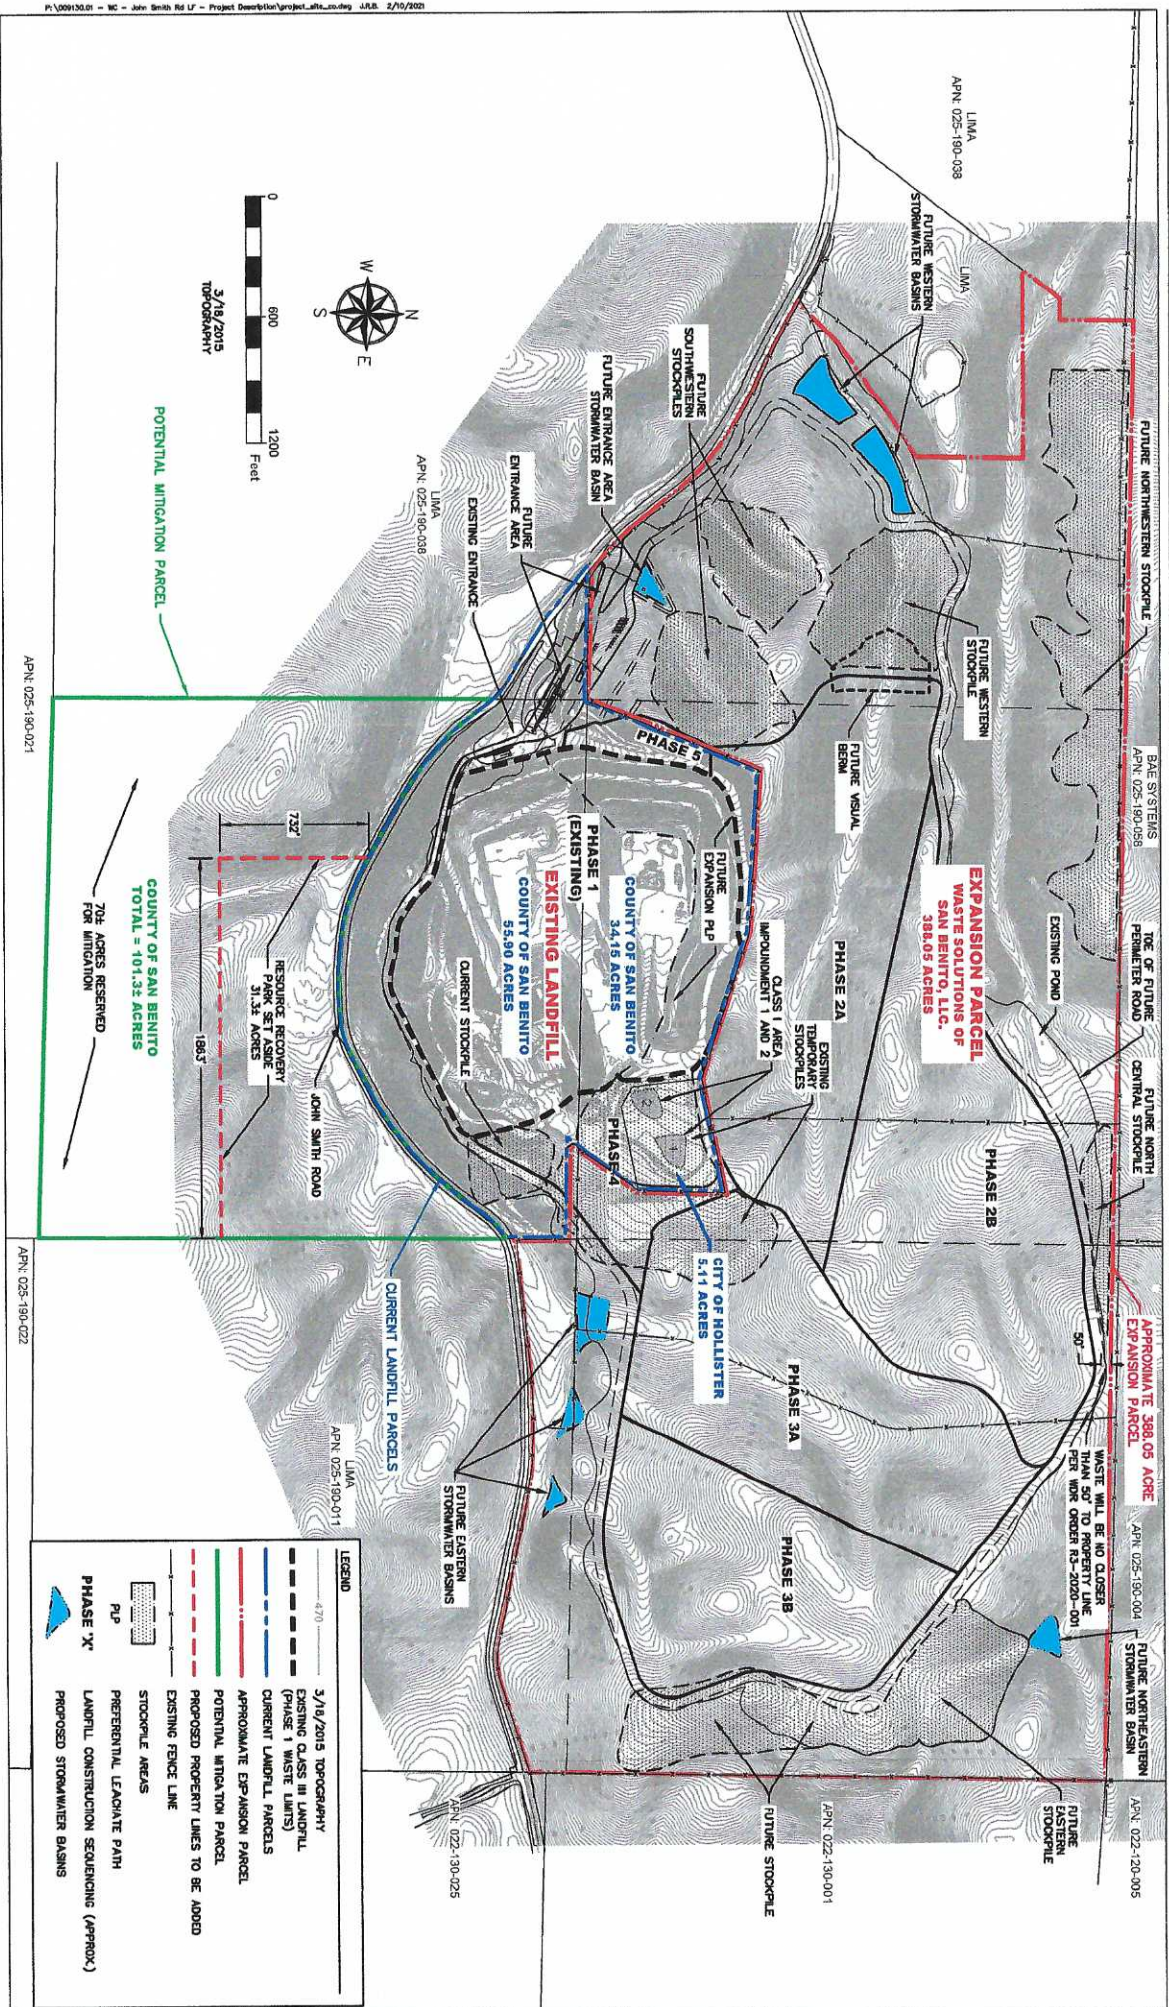 P:\009130.01 - WC - John Smith Rd LF - Project Description\project_site_co.dwg J.R.B. 2/10/2021
LIMA
APN: 025-190-038
FUTURE WESTERN
STORMWATER BASINS
LIMA
FUTURE NORTHWESTERN STOCKPILE
BAE SYSTEMS
APN: 025-190-058
TOE OF FUTURE
PERIMETER ROAD
FUTURE NORTH
CENTRAL STOCKPILE
APPROXIMATE 388.05 ACRE
EXPANSION PARCEL
APN: 025-190-004
FUTURE NORTHEASTERN
STORMWATER BASIN
APN: 022-120-005
WASTE WILL BE NO CLOSER
THAN 50' TO PROPERTY LINE
PER WDR ORDER R3-2020-001
50'
FUTURE
EASTERN
STOCKPILE
EXISTING POND
FUTURE WESTERN
STOCKPILE
EXPANSION PARCEL
WASTE SOLUTIONS OF
SAN BENITO, LLC.
388.05 ACRES
PHASE 2B
FUTURE VISUAL
BERM
PHASE 2A
EXISTING
TEMPORARY
STOCKPILES
CLASS I AREA
IMPOUNDMENT 1 AND 2
PHASE 3A
PHASE 3B
APN: 022-130-001
FUTURE STOCKPILE
FUTURE
SOUTHWESTERN
STOCKPILES
FUTURE ENTRANCE AREA
STORMWATER BASIN
PHASE 5
FUTURE
EXPANSION PLP
CITY OF HOLLISTER
5.11 ACRES
FUTURE
ENTRANCE AREA
EXISTING ENTRANCE
PHASE 1
(EXISTING)
COUNTY OF SAN BENITO
34.15 ACRES
EXISTING LANDFILL
COUNTY OF SAN BENITO
55.90 ACRES
PHASE 4
CURRENT STOCKPILE
LIMA
APN: 025-190-038
N
W
E
S
0
600
1200
Feet
3/18/2015
TOPOGRAPHY
FUTURE EASTERN
STORMWATER BASINS
CURRENT LANDFILL PARCELS
JOHN SMITH ROAD
RESOURCE RECOVERY
PARK SET ASIDE
31.3± ACRES
732'
1863'
LIMA
APN: 025-190-011
APN: 022-130-025
POTENTIAL MITIGATION PARCEL
COUNTY OF SAN BENITO
TOTAL = 101.3± ACRES
70± ACRES RESERVED
FOR MITIGATION
APN: 025-190-021
APN: 025-190-022
LEGEND
470
3/18/2015 TOPOGRAPHY
EXISTING CLASS III LANDFILL
(PHASE 1 WASTE LIMITS)
CURRENT LANDFILL PARCELS
APPROXIMATE EXPANSION PARCEL
POTENTIAL MITIGATION PARCEL
PROPOSED PROPERTY LINES TO BE ADDED
EXISTING FENCE LINE
STOCKPILE AREAS
PLP
PREFERENTIAL LEACHATE PATH
PHASE "X"
LANDFILL CONSTRUCTION SEQUENCING (APPROX.)
PROPOSED STORMWATER BASINS